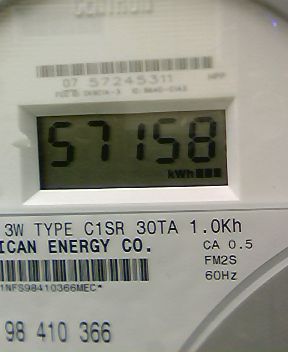 07 57245311 HPP
57158
kWh
3W TYPE C1SR 30TA 1.0Kh
ICAN ENERGY CO. CA 0.5
FM2S
60Hz
1NFS98410366MEC*
98 410 366